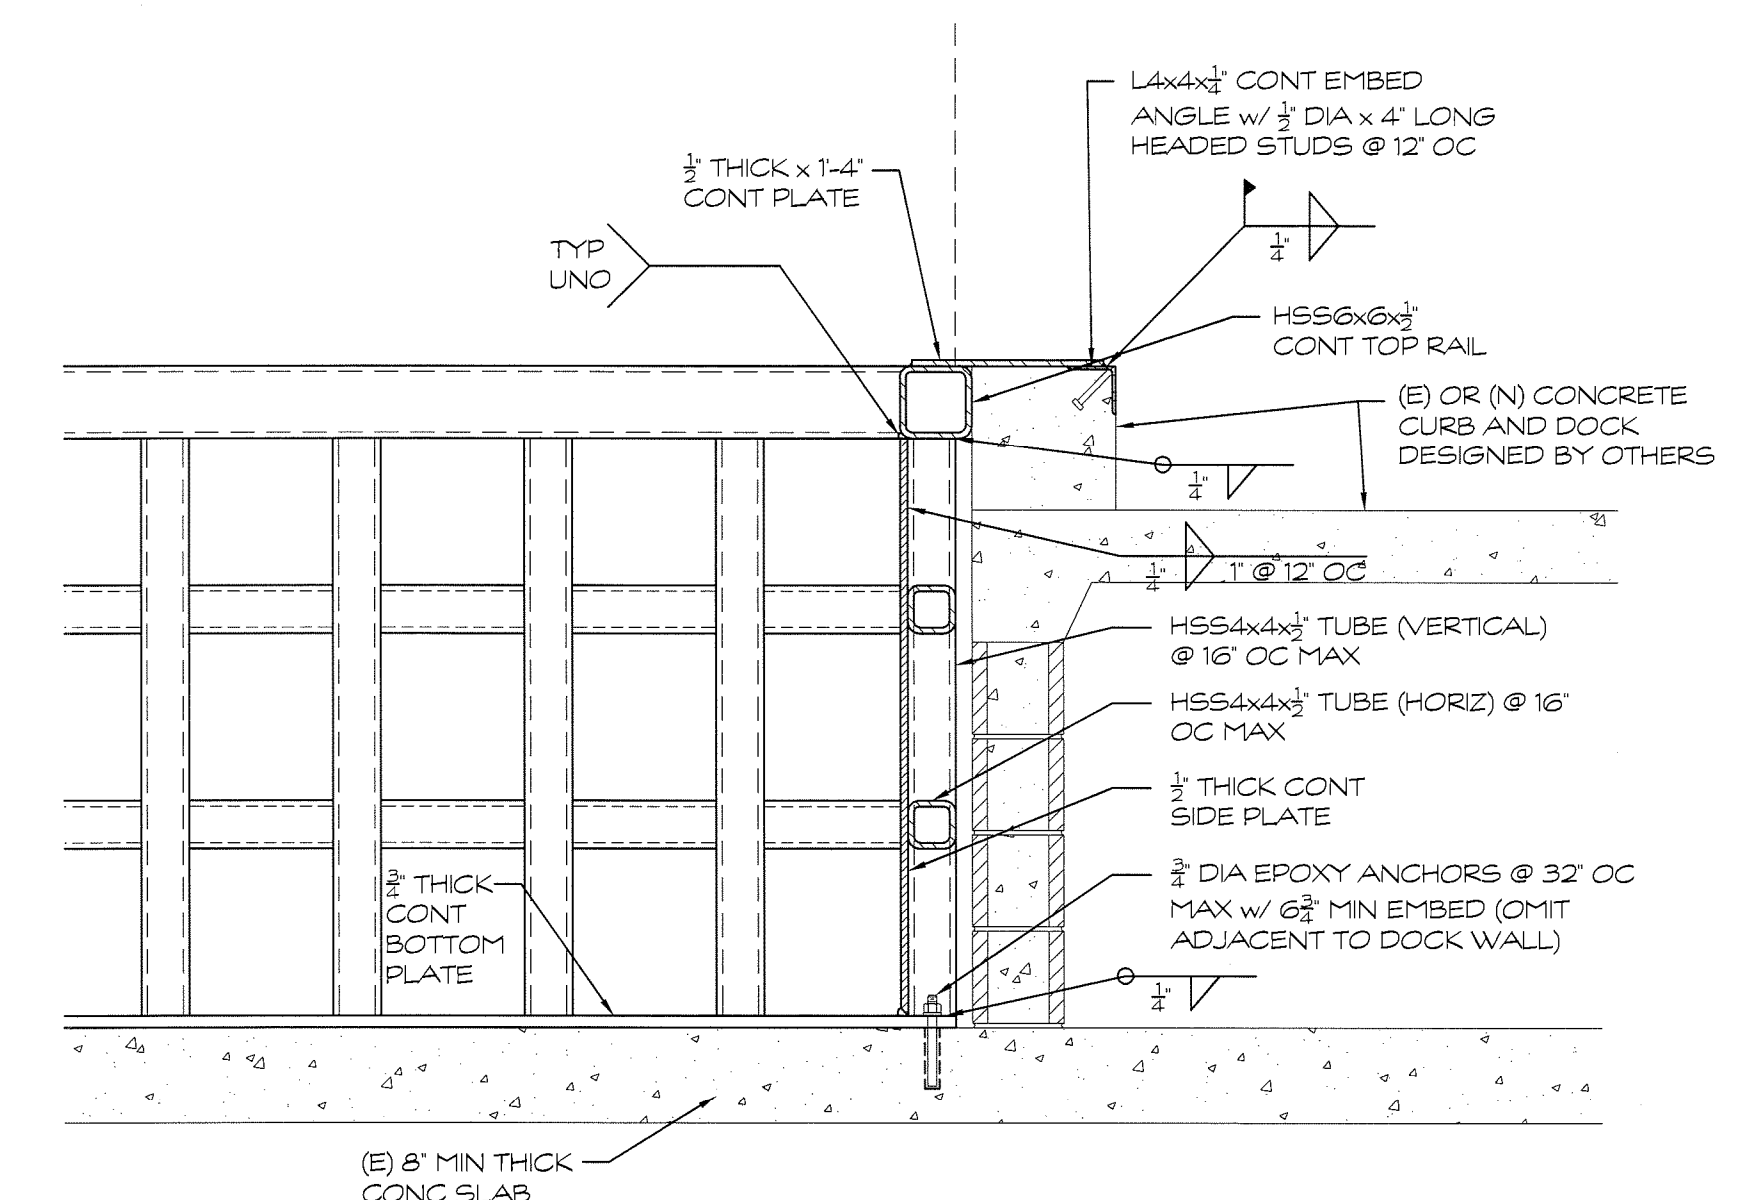 L4x4x1/4" CONT EMBED
ANGLE w/ 1/2" DIA x 4" LONG
HEADED STUDS @ 12" OC
1/2" THICK x 1'-4"
CONT PLATE
1/4"
TYP
UNO
HSS6x6x1/2"
CONT TOP RAIL
(E) OR (N) CONCRETE
CURB AND DOCK
DESIGNED BY OTHERS
1/4"
1/4" 1" @ 12" OC
HSS4x4x1/2" TUBE (VERTICAL)
@ 16" OC MAX
HSS4x4x1/2" TUBE (HORIZ) @ 16"
OC MAX
1/2" THICK CONT
SIDE PLATE
3/4" DIA EPOXY ANCHORS @ 32" OC
MAX w/ 6 3/4" MIN EMBED (OMIT
ADJACENT TO DOCK WALL)
3/4" THICK
CONT
BOTTOM
PLATE
1/4"
(E) 8" MIN THICK
CONC SLAB